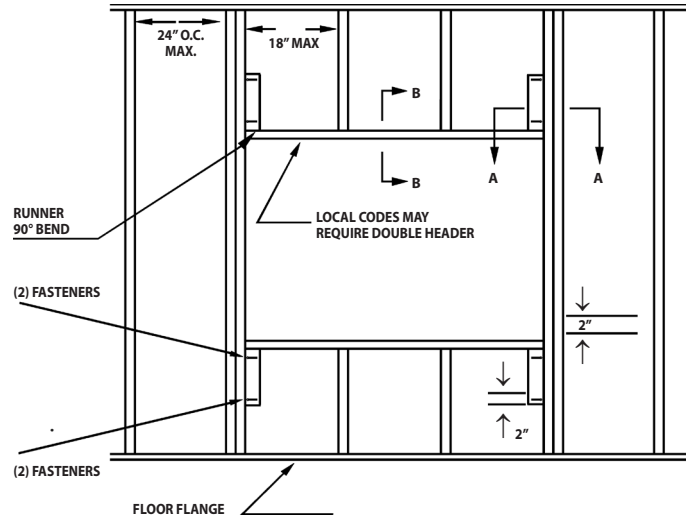 24” O.C.
MAX.
18” MAX
B
A
A
B
RUNNER
90° BEND
LOCAL CODES MAY
REQUIRE DOUBLE HEADER
(2) FASTENERS
2”
2”
(2) FASTENERS
FLOOR FLANGE